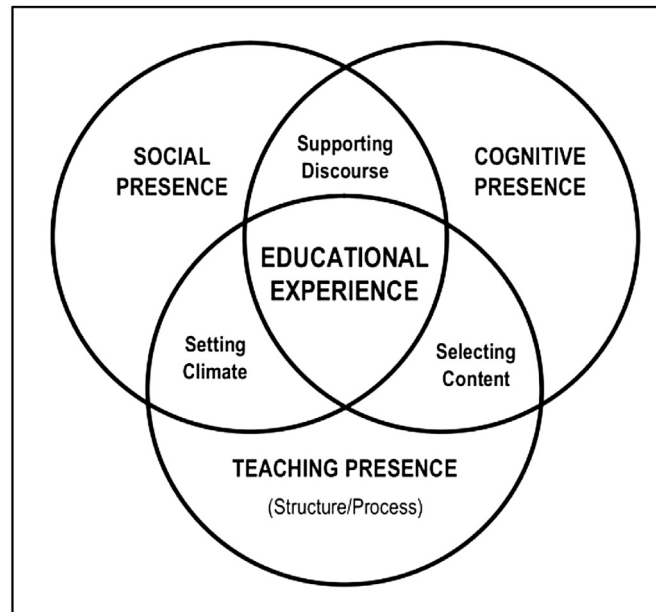 SOCIAL
PRESENCE
Supporting
Discourse
COGNITIVE
PRESENCE
EDUCATIONAL
EXPERIENCE
Setting
Climate
Selecting
Content
TEACHING PRESENCE
(Structure/Process)